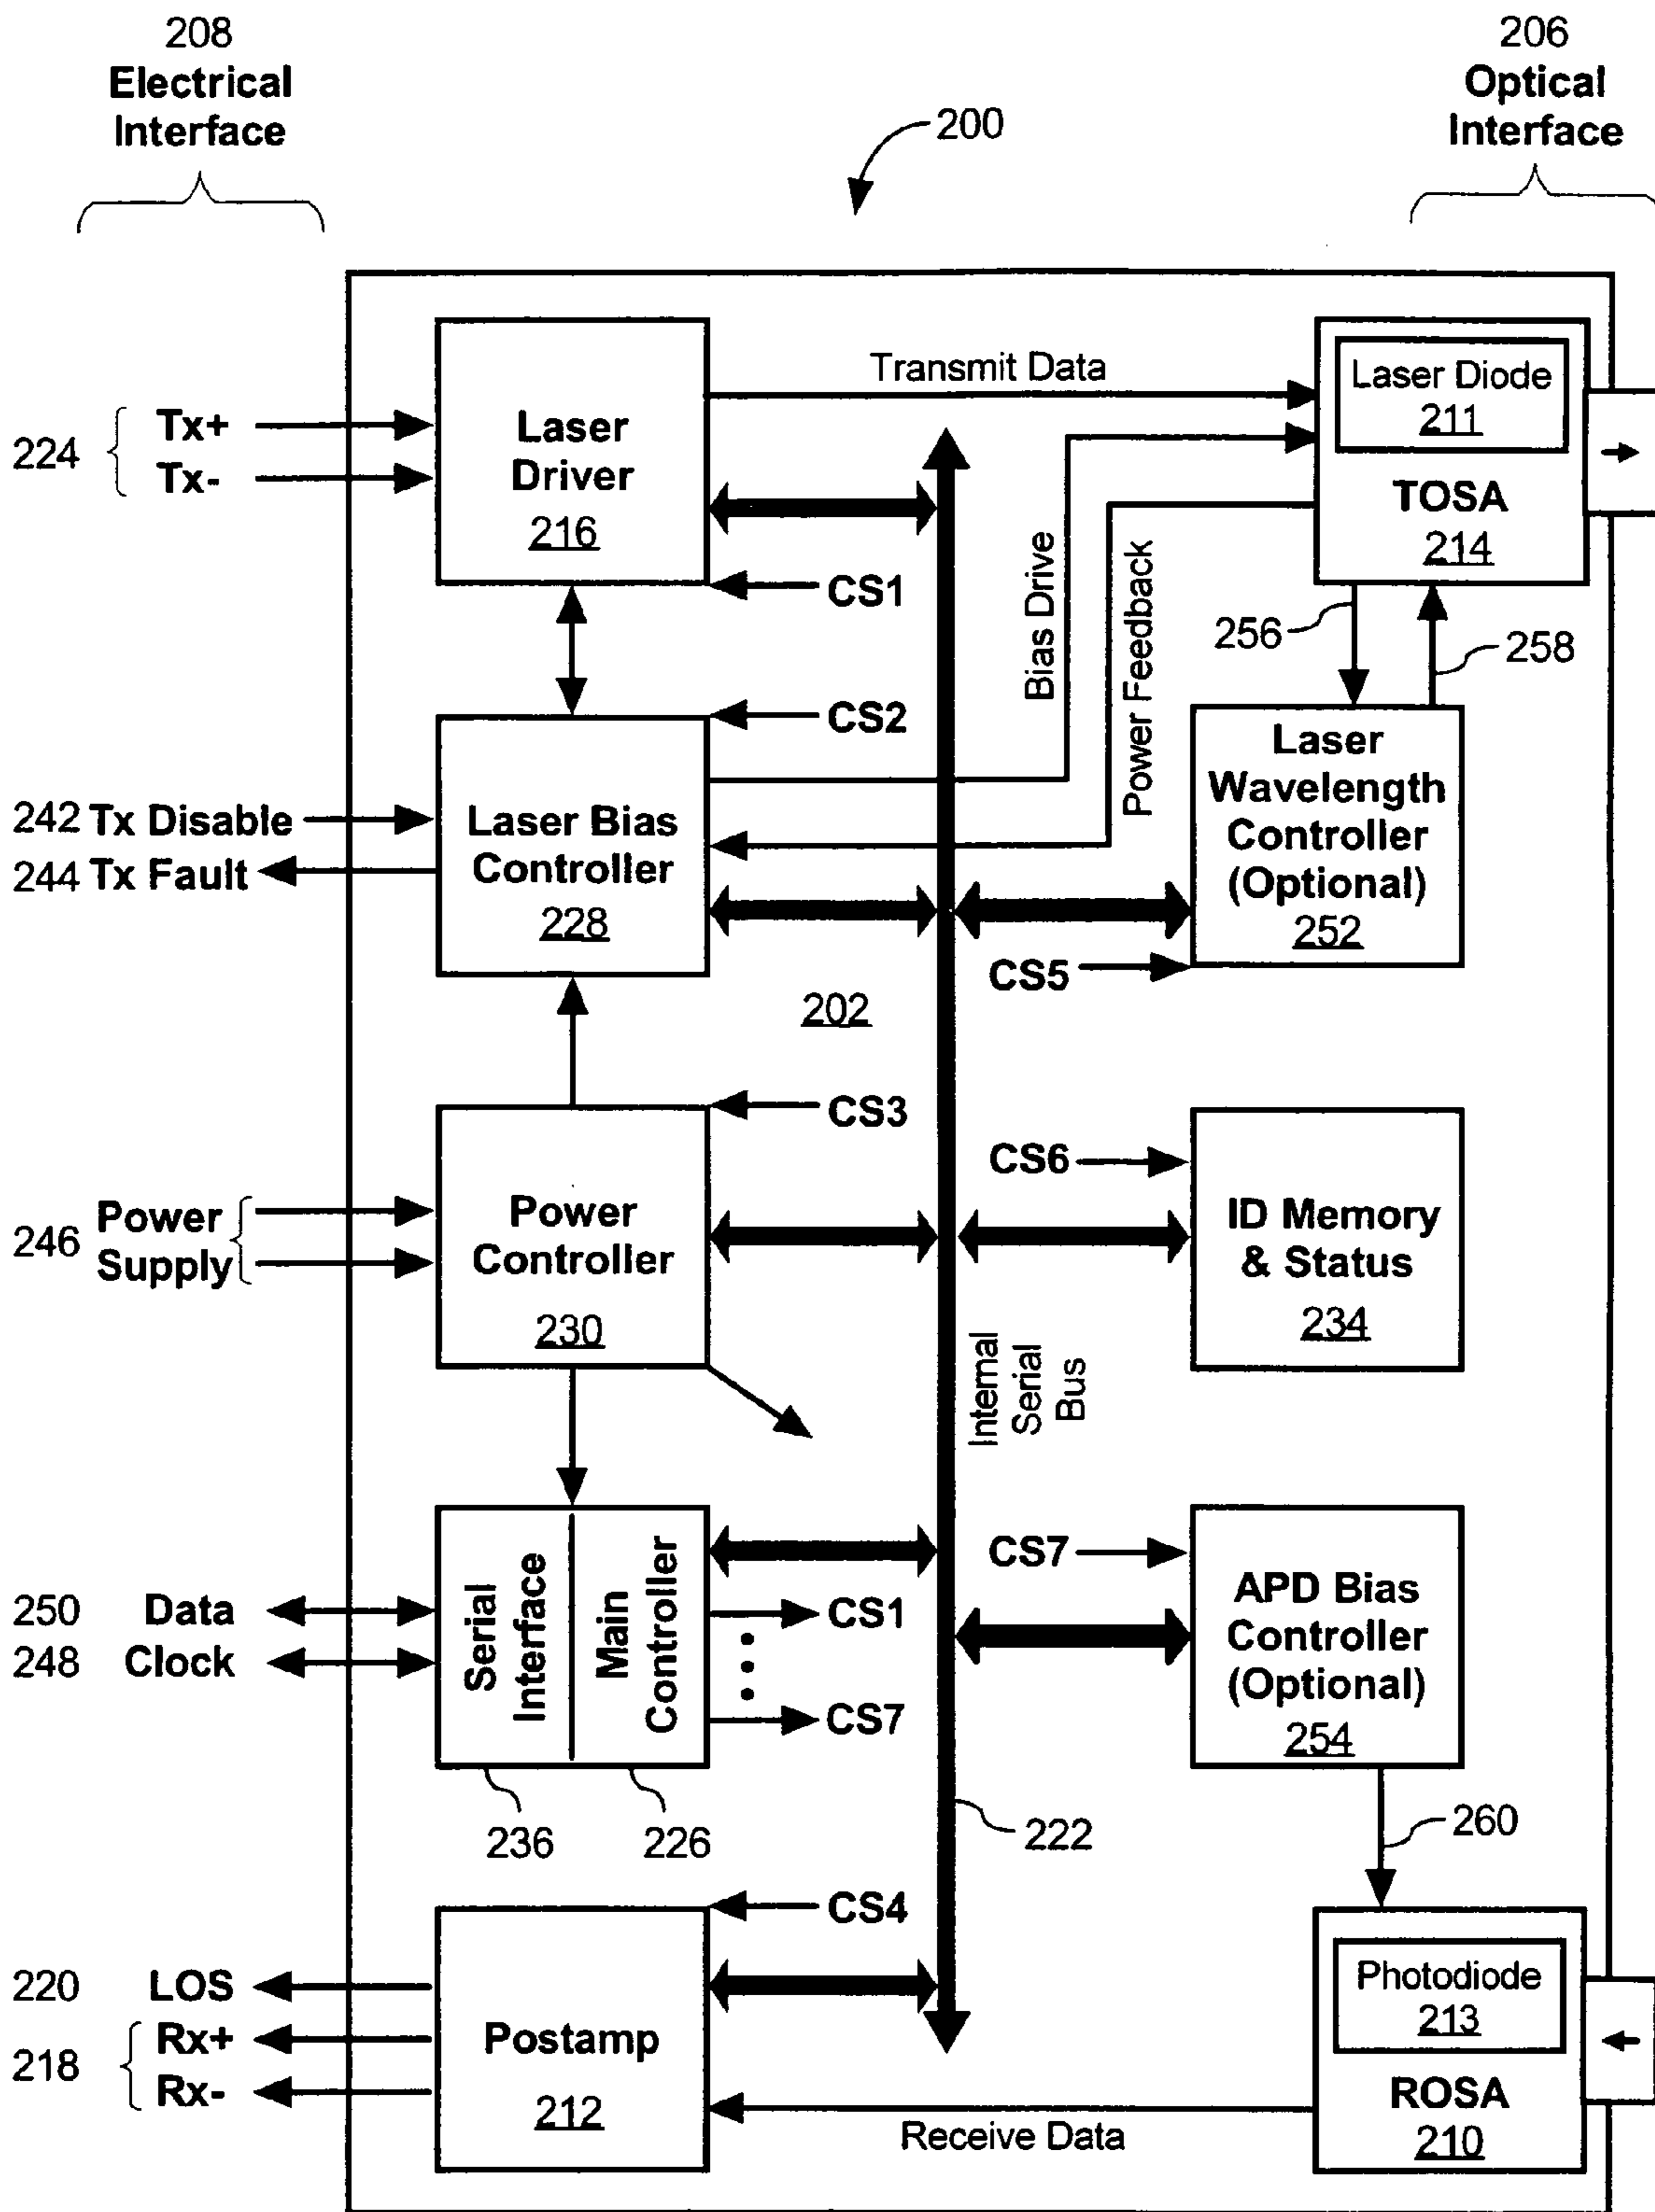 208
Electrical
Interface
206
Optical
Interface
200
Transmit Data
Laser Diode
211
TOSA
214
224
Tx+
Tx-
Laser
Driver
216
CS1
Bias Drive
Power Feedback
256
258
CS2
242 Tx Disable
244 Tx Fault
Laser Bias
Controller
228
Laser
Wavelength
Controller
(Optional)
252
CS5
202
CS3
246
Power
Supply
Power
Controller
230
CS6
ID Memory
& Status
234
Internal
Serial
Bus
250 Data
248 Clock
Serial
Interface
Main
Controller
CS1
CS7
236
226
CS7
APD Bias
Controller
(Optional)
254
222
260
CS4
220 LOS
218
Rx+
Rx-
Postamp
212
Receive Data
Photodiode
213
ROSA
210